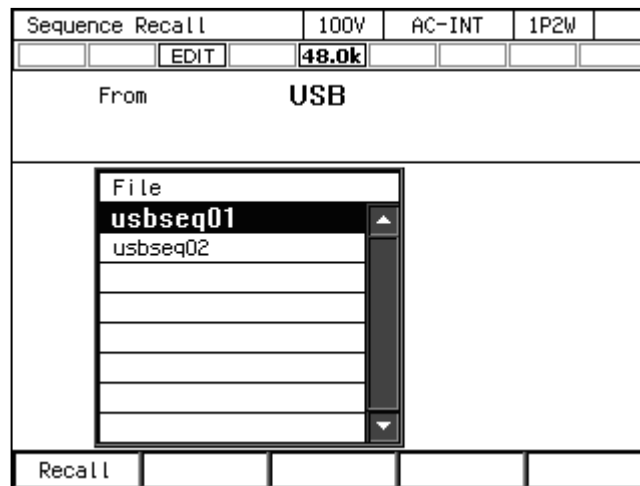 Sequence Recall 100V AC-INT 1P2W
EDIT 48.0k
From USB
File
usbseq01
usbseq02
Recall